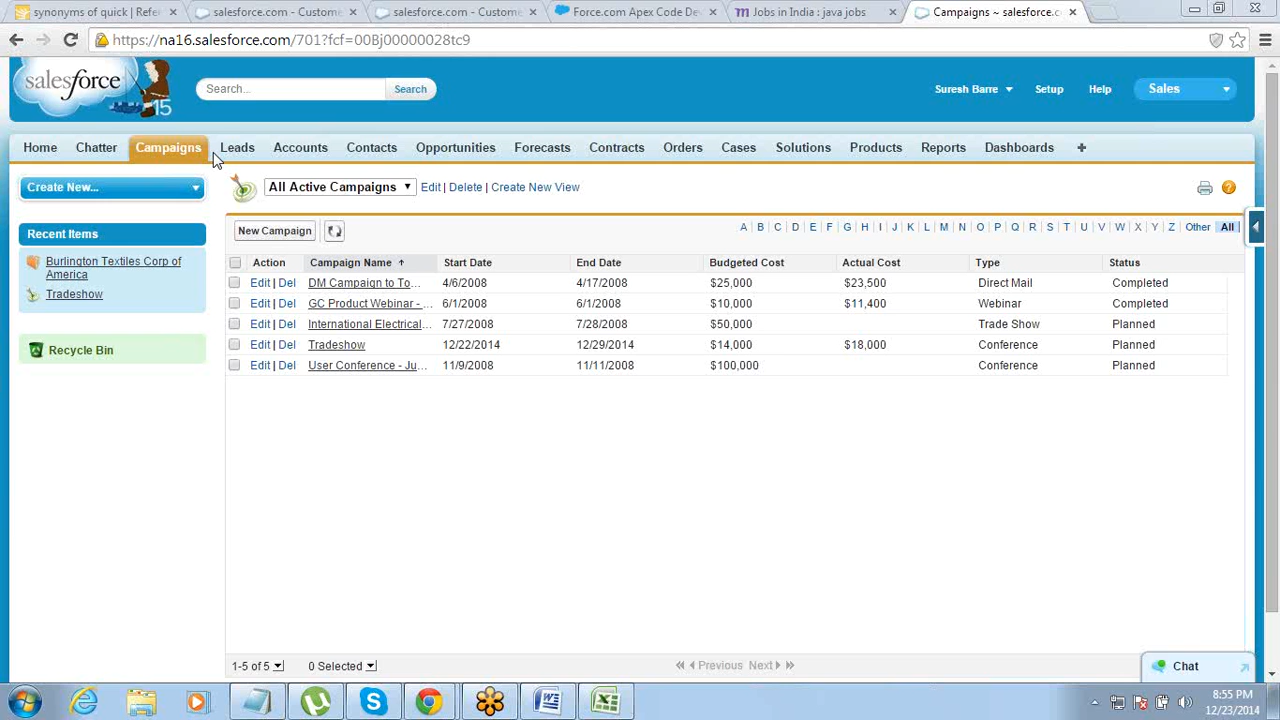 synonyms of quick | Refe
salesforce.com - Custome
salesforce.com - Custome
Force.com Apex Code De
Jobs in India : java jobs
Campaigns ~ salesforce.c
https://na16.salesforce.com/701?fcf=00Bj00000028tc9
salesforce
15
Search...
Search
Suresh Barre
Setup
Help
Sales
Home
Chatter
Campaigns
Leads
Accounts
Contacts
Opportunities
Forecasts
Contracts
Orders
Cases
Solutions
Products
Reports
Dashboards
+
Create New...
All Active Campaigns
Edit | Delete | Create New View
Recent Items
Burlington Textiles Corp of
America
Tradeshow
Recycle Bin
New Campaign
A B C D E F G H I J K L M N O P Q R S T U V W X Y Z Other All
Action Campaign Name Start Date End Date Budgeted Cost Actual Cost Type Status
Edit | Del DM Campaign to To... 4/6/2008 4/17/2008 $25,000 $23,500 Direct Mail Completed
Edit | Del GC Product Webinar - ... 6/1/2008 6/1/2008 $10,000 $11,400 Webinar Completed
Edit | Del International Electrical... 7/27/2008 7/28/2008 $50,000 Trade Show Planned
Edit | Del Tradeshow 12/22/2014 12/29/2014 $14,000 $18,000 Conference Planned
Edit | Del User Conference - Ju... 11/9/2008 11/11/2008 $100,000 Conference Planned
1-5 of 5
0 Selected
Previous Next
Chat
8:55 PM
12/23/2014